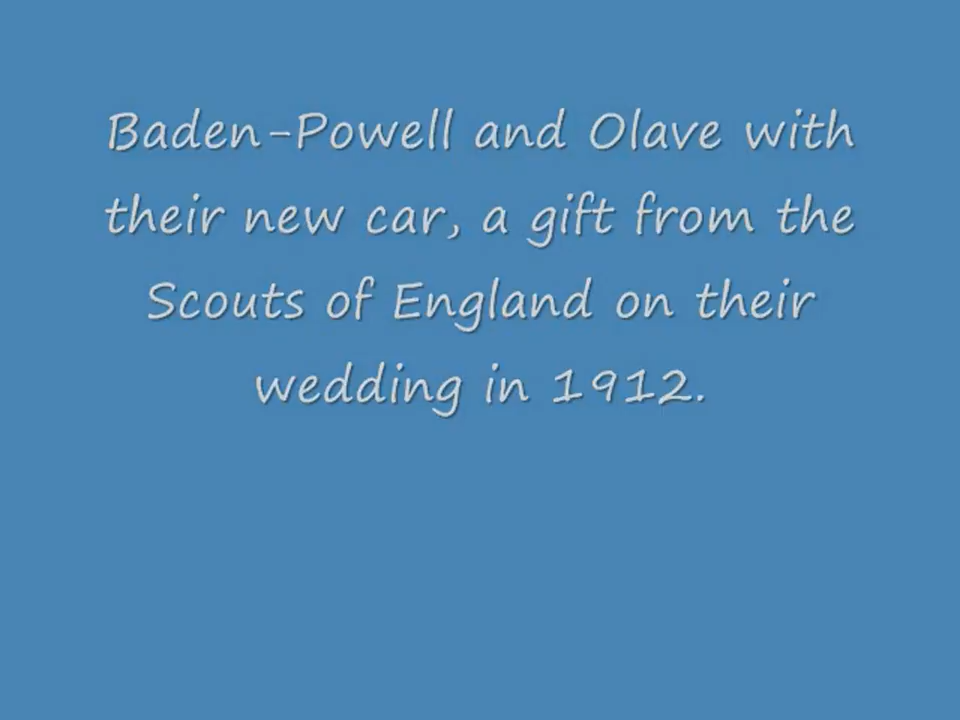 Baden-Powell and Olave with
their new car, a gift from the
Scouts of England on their
wedding in 1912.